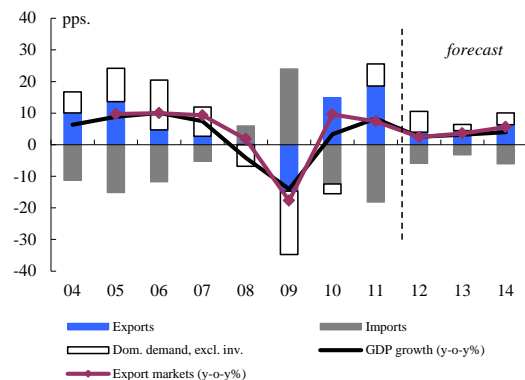 pps.
forecast
40
30
20
10
0
-10
-20
-30
-40
04 05 06 07 08 09 10 11 12 13 14
Exports Imports
Dom. demand, excl. inv. GDP growth (y-o-y%)
Export markets (y-o-y%)